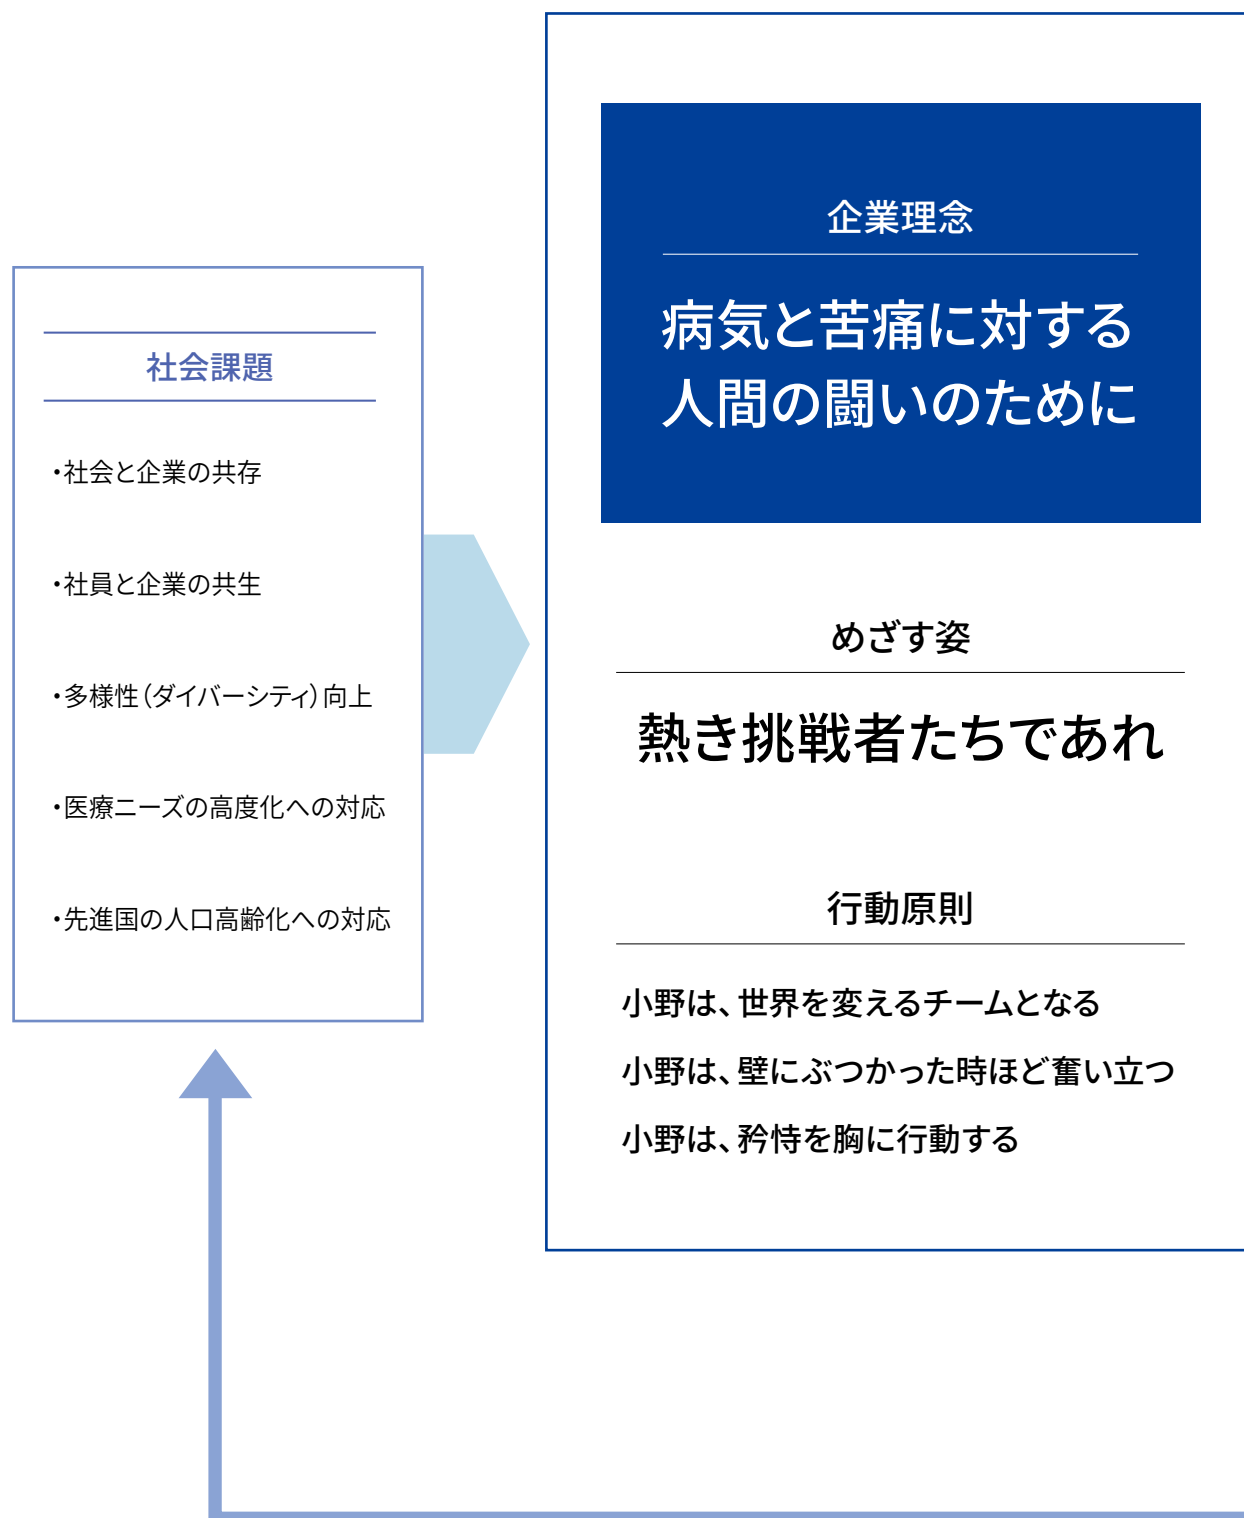 社会課題
・社会と企業の共存
・社員と企業の共生
・多様性（ダイバーシティ）向上
・医療ニーズの高度化への対応
・先進国の人口高齢化への対応
企業理念
病気と苦痛に対する
人間の闘いのために
めざす姿
熱き挑戦者たちであれ
行動原則
小野は、世界を変えるチームとなる
小野は、壁にぶつかった時ほど奮い立つ
小野は、矜恃を胸に行動する